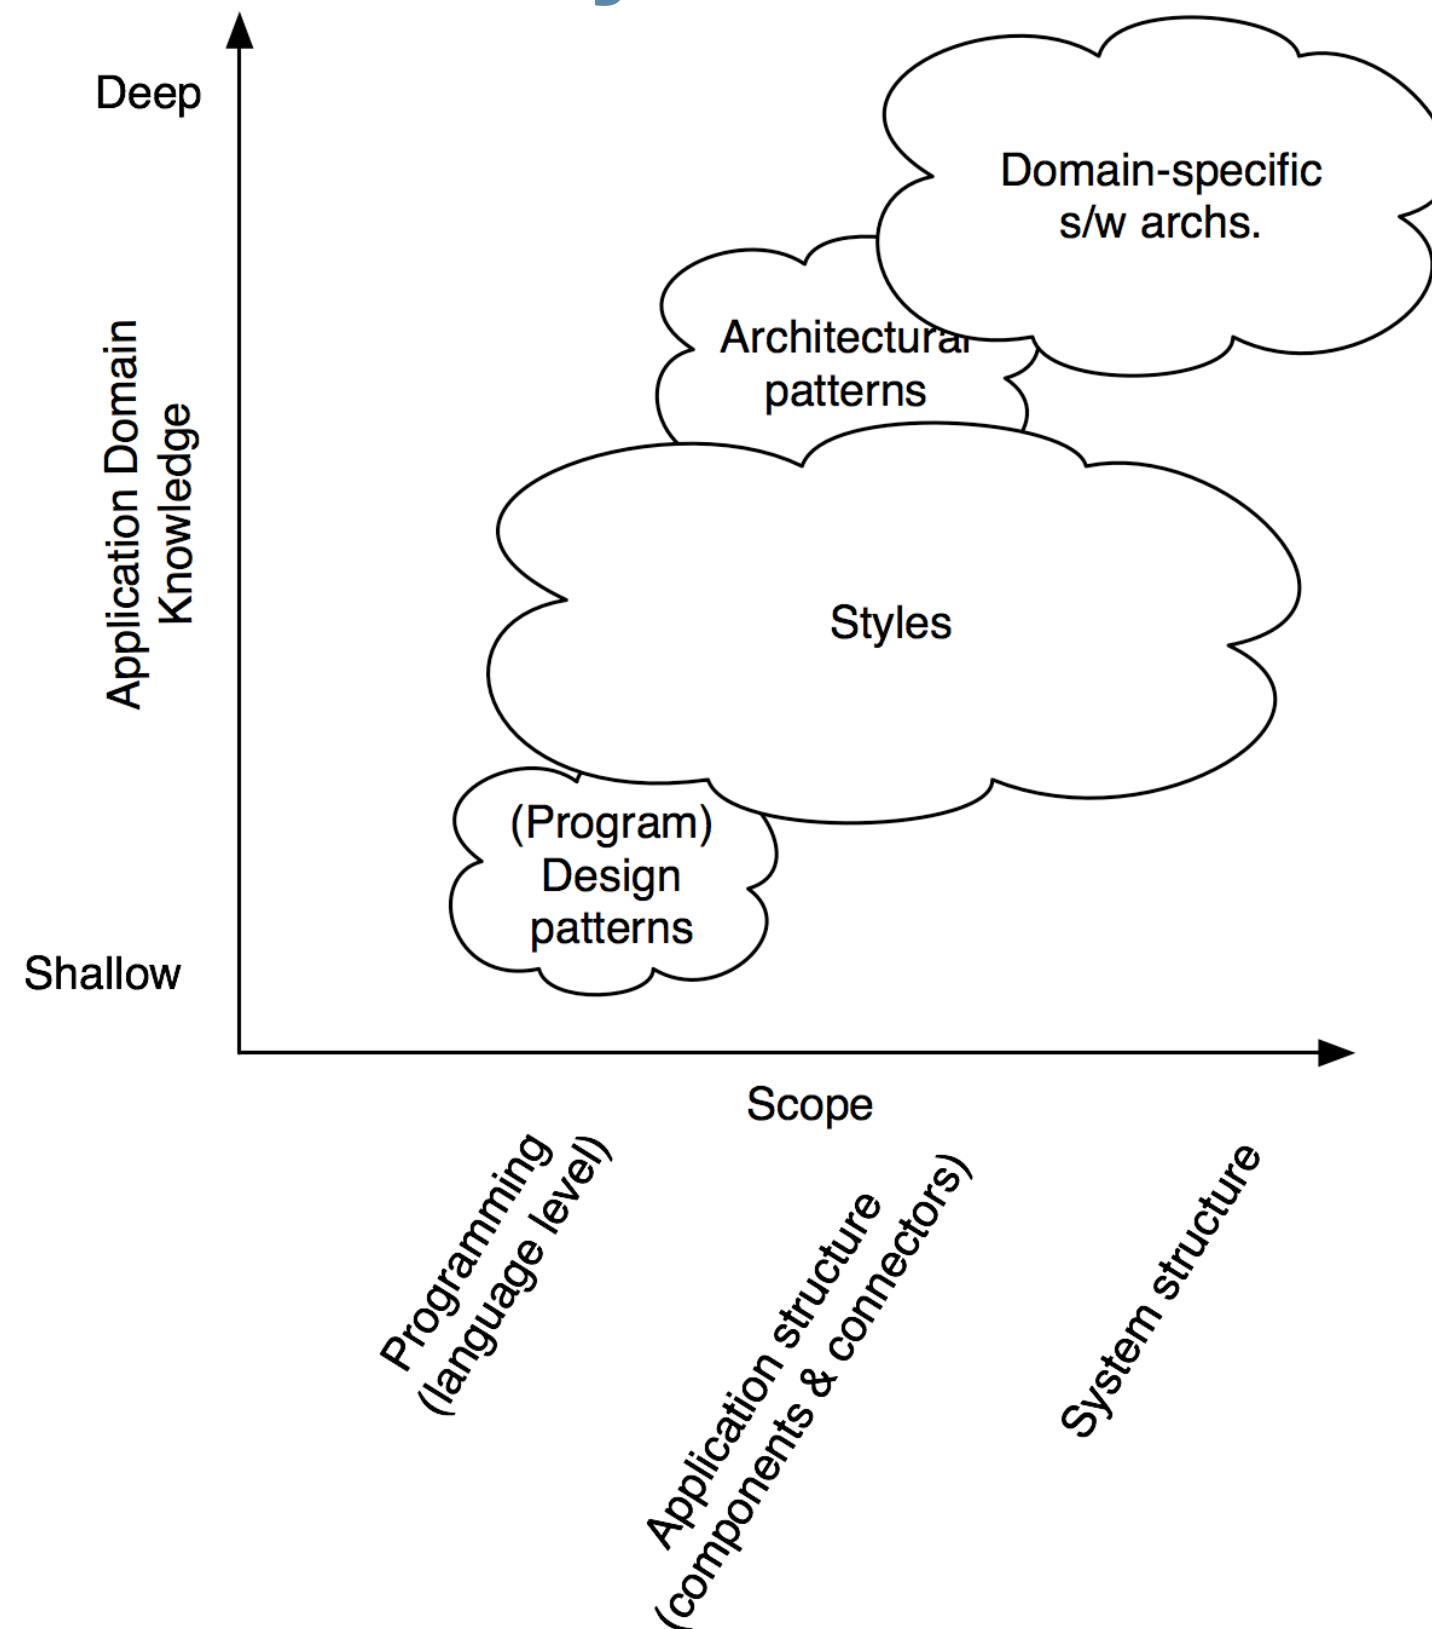 Deep
Domain-specific
s/w archs.
Architectural
patterns
Application Domain
Knowledge
Styles
(Program)
Design
patterns
Shallow
Scope
Programming
(language level)
Application structure
(components & connectors)
System structure